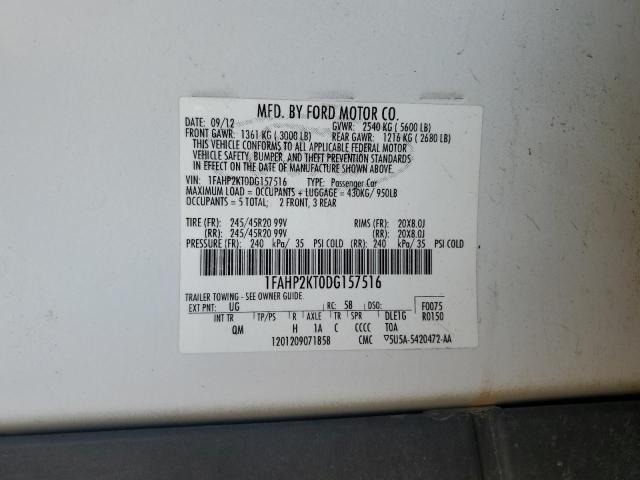 MFD. BY FORD MOTOR CO.
DATE: 09/12 GVWR: 2540 KG ( 5600 LB)
FRONT GAWR: 1361 KG ( 3000 LB) REAR GAWR: 1216 KG ( 2680 LB)
THIS VEHICLE CONFORMS TO ALL APPLICABLE FEDERAL MOTOR
VEHICLE SAFETY, BUMPER, AND THEFT PREVENTION STANDARDS
IN EFFECT ON THE DATE OF MANUFACTURE SHOWN ABOVE.
VIN: 1FAHP2KT0DG157516 TYPE: Passenger Car
MAXIMUM LOAD = OCCUPANTS + LUGGAGE = 430KG/ 950LB
OCCUPANTS = 5 TOTAL; 2 FRONT, 3 REAR
TIRE (FR): 245/45R20 99V RIMS (FR): 20X8.0J
(RR): 245/45R20 99V (RR): 20X8.0J
PRESSURE (FR): 240 kPa/ 35 PSI COLD (RR): 240 kPa/ 35 PSI COLD
1FAHP2KT0DG157516
TRAILER TOWING - SEE OWNER GUIDE.
EXT PNT: UG RC: 58 DSO: F0075
INT TR TP/PS R AXLE TR SPR DLE1G R0150
QM H 1A C CCCC TOA
1201209071858 CMC ▽5U5A-5420472-AA